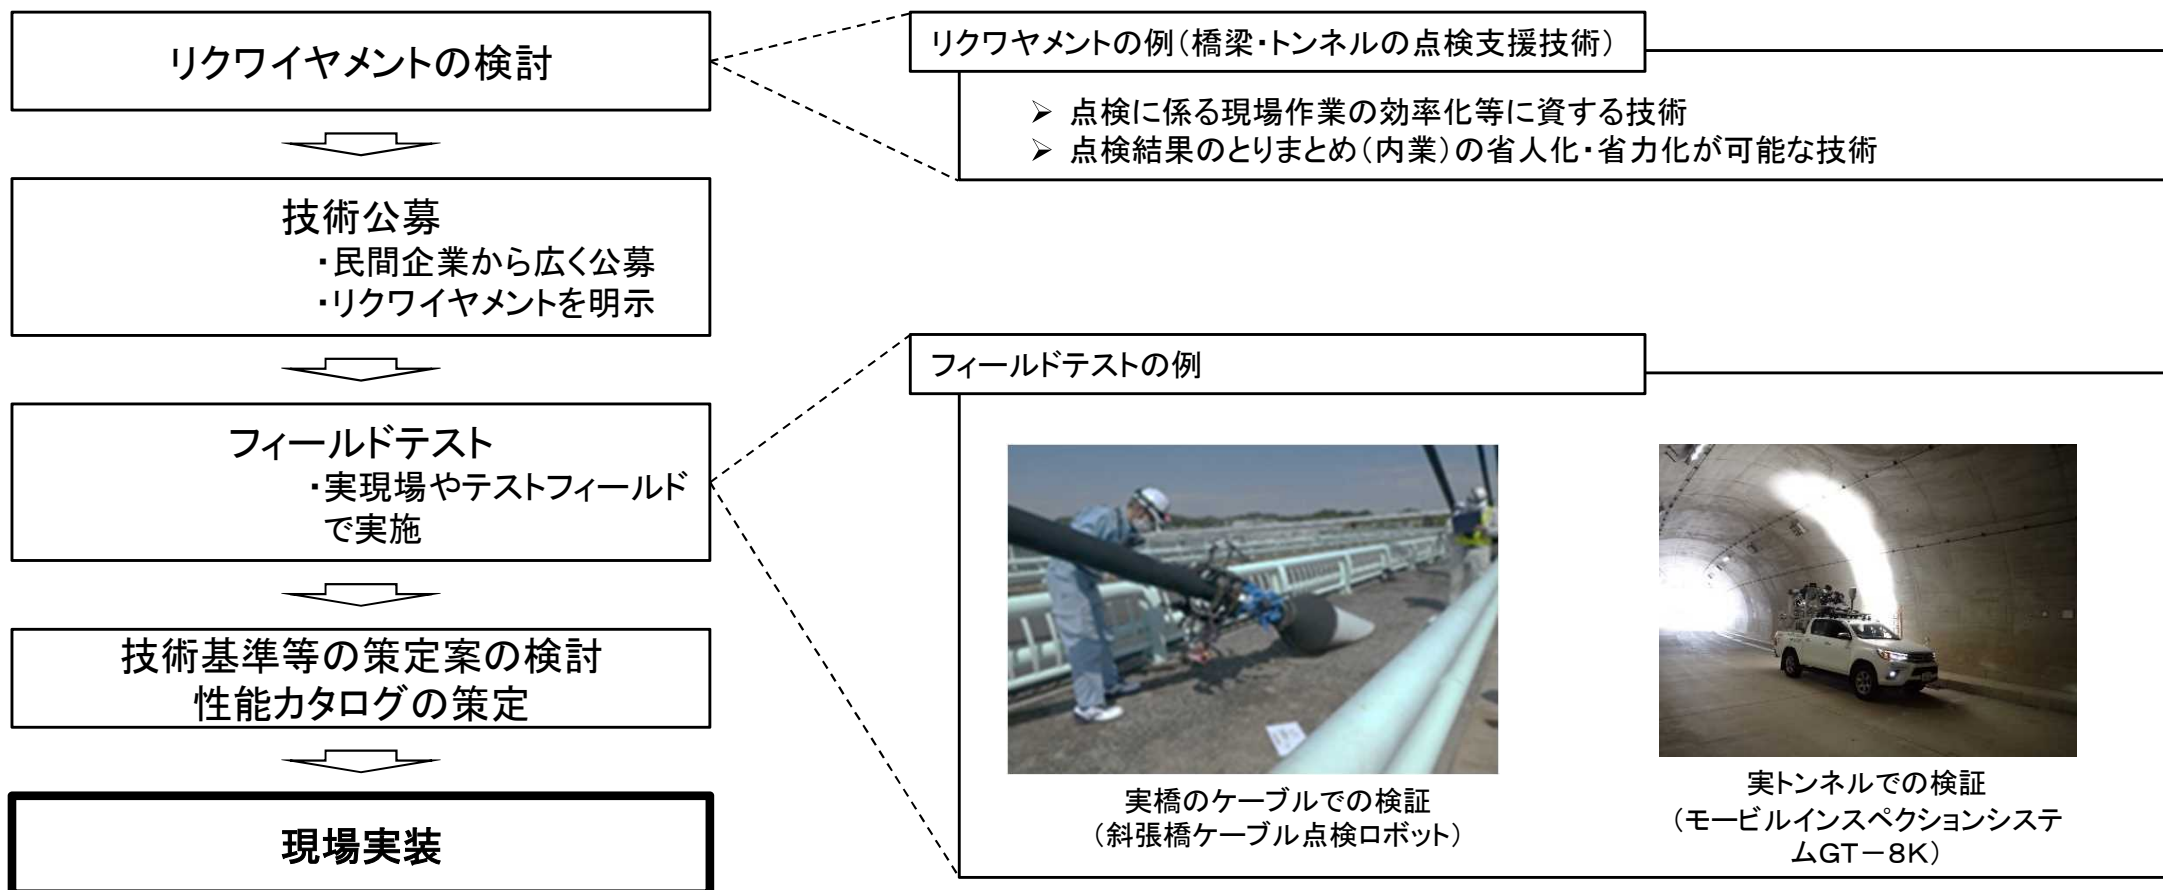 リクワイヤメントの検討
技術公募
・民間企業から広く公募
・リクワイヤメントを明示
フィールドテスト
・実現場やテストフィールド
で実施
技術基準等の策定案の検討
性能カタログの策定
現場実装
リクワヤメントの例（橋梁・トンネルの点検支援技術）
➢ 点検に係る現場作業の効率化等に資する技術
➢ 点検結果のとりまとめ（内業）の省人化・省力化が可能な技術
フィールドテストの例
実橋のケーブルでの検証
（斜張橋ケーブル点検ロボット）
実トンネルでの検証
（モービルインスペクションシステ
ムGT－8K）